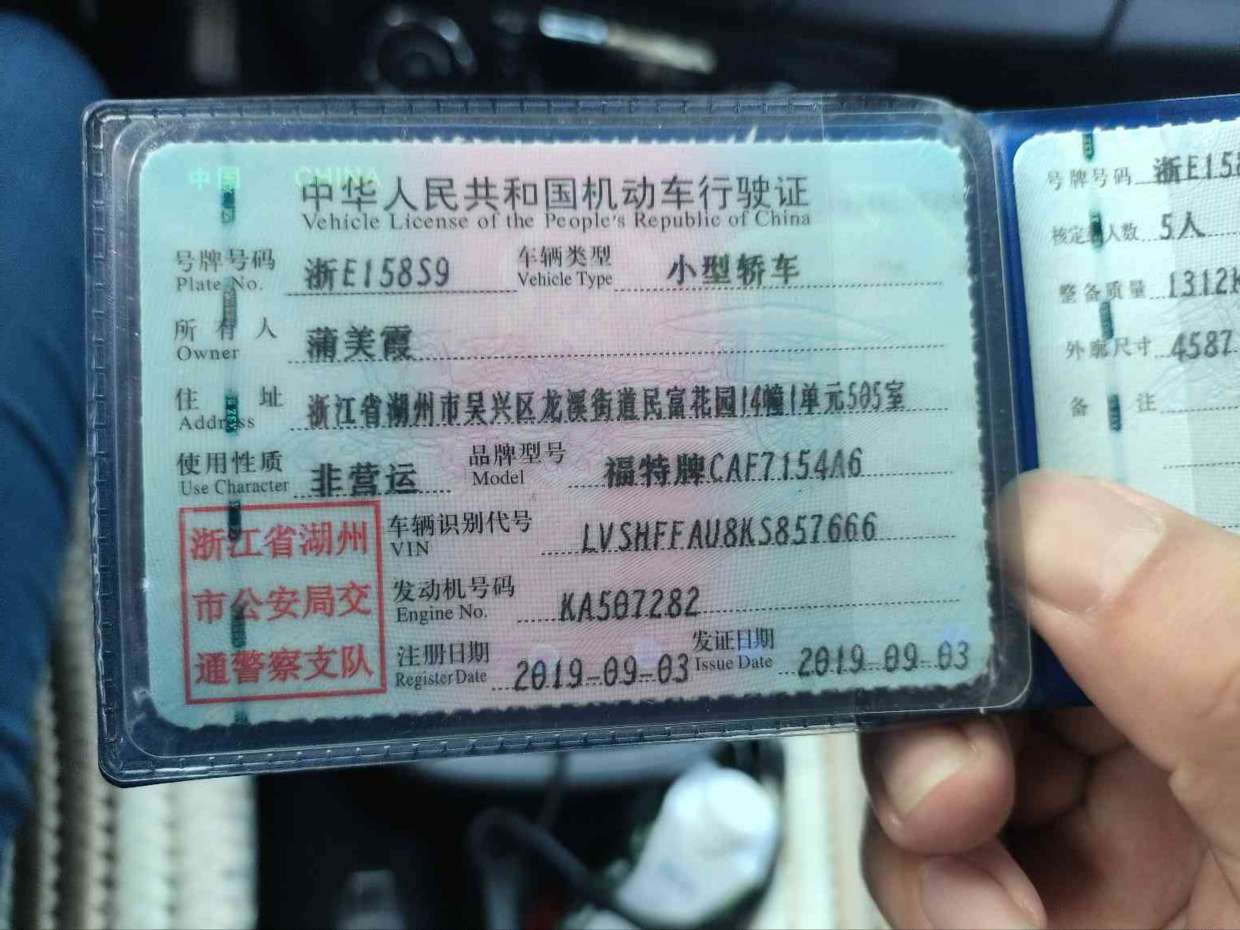 中国 CHINA
中华人民共和国机动车行驶证
Vehicle License of the People's Republic of China
号牌号码 浙E158S9 车辆类型 小型轿车
Plate No. Vehicle Type
所有人 蒲美霞
Owner
住址 浙江省湖州市吴兴区龙溪街道民富花园14幢1单元505室
Address
使用性质 非营运 品牌型号 福特牌CAF7154A6
Use Character Model
浙江省湖州
市公安局交
通警察支队
车辆识别代号 LVSHFFAU8KS857666
VIN
发动机号码 KA507282
Engine No.
注册日期 2019-09-03 发证日期 2019-09-03
Register Date Issue Date
号牌号码 浙E158
核定 人数 5人
整备质量 1312K
外廓尺寸 4587
备注